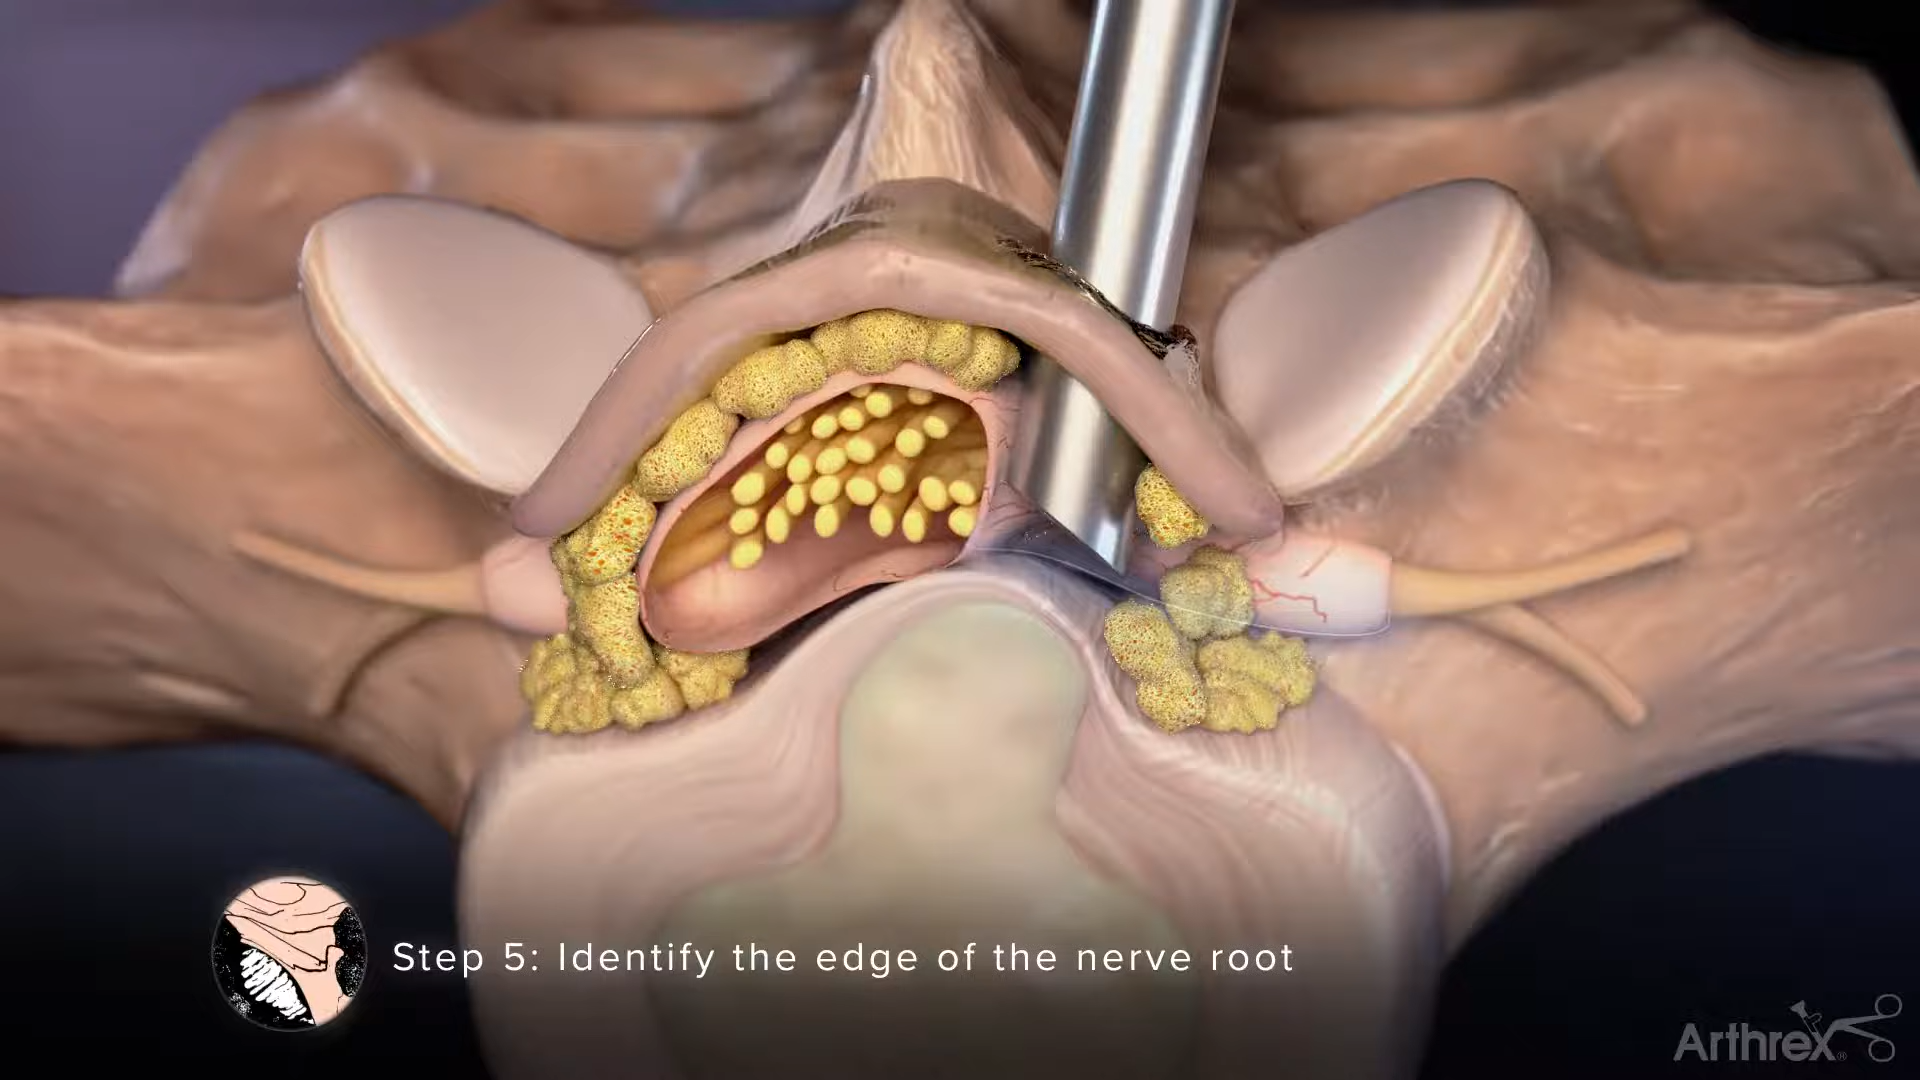 Step 5: Identify the edge of the nerve root
Arthrex®